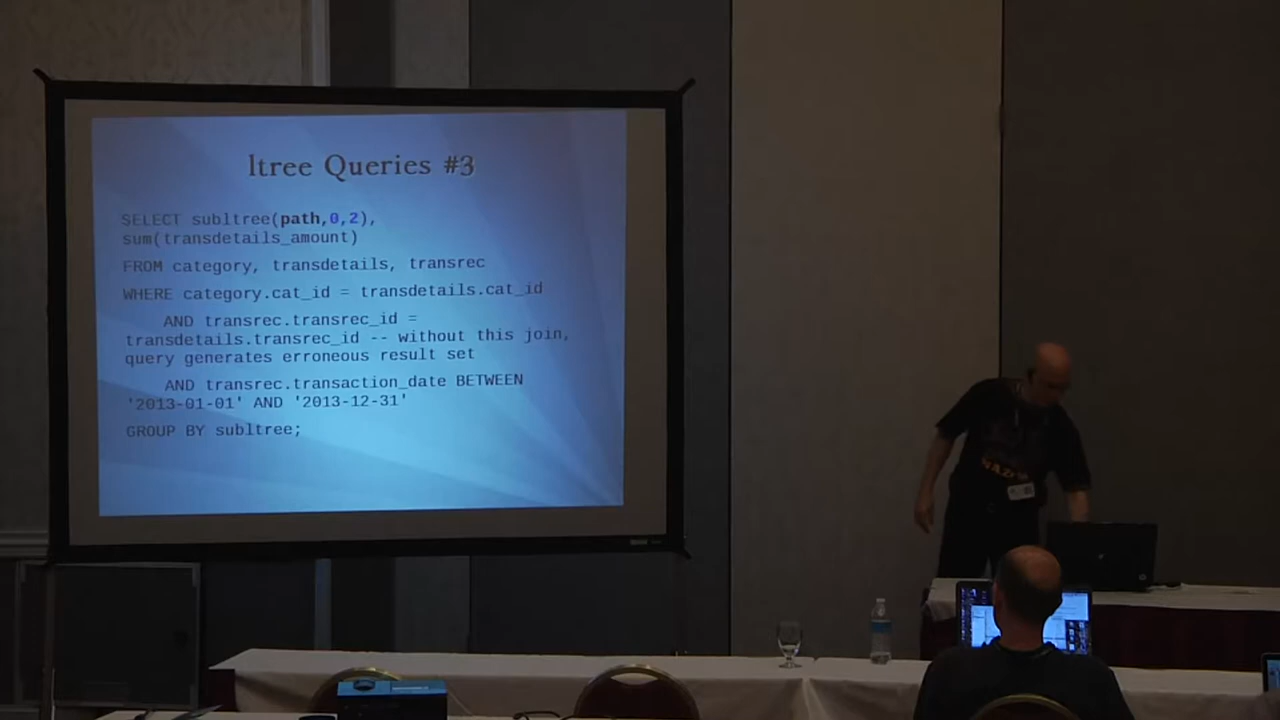 ltree Queries #3
SELECT subltree(path,0,2),
sum(transdetails_amount)
FROM category, transdetails, transrec
WHERE category.cat_id = transdetails.cat_id
AND transrec.transrec_id =
transdetails.transrec_id -- without this join,
query generates erroneous result set
AND transrec.transaction_date BETWEEN
'2013-01-01' AND '2013-12-31'
GROUP BY subltree;